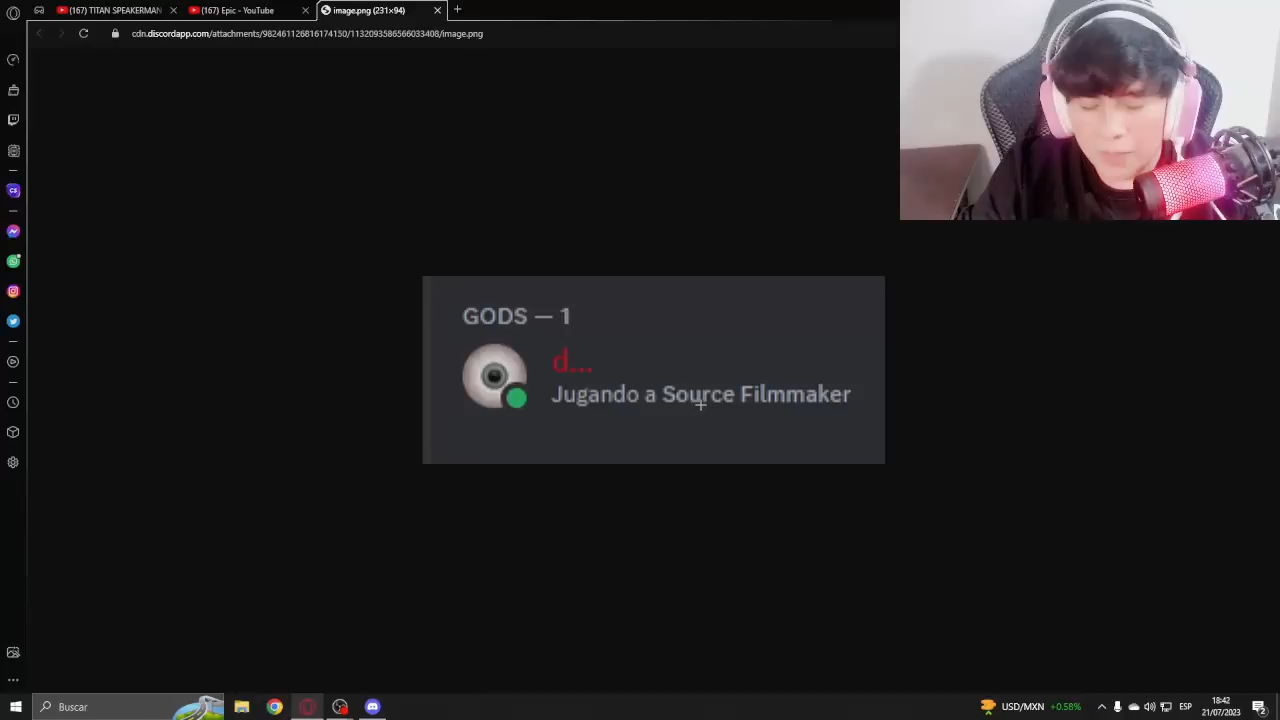 (167) TITAN SPEAKERMAN
(167) Epic - YouTube
image.png (231×94)
cdn.discordapp.com/attachments/982461126816174150/1132093586566033408/image.png
GODS — 1
d...
Jugando a Source Filmmaker
Buscar
USD/MXN +0.58%
ESP
18:42
21/07/2023
2